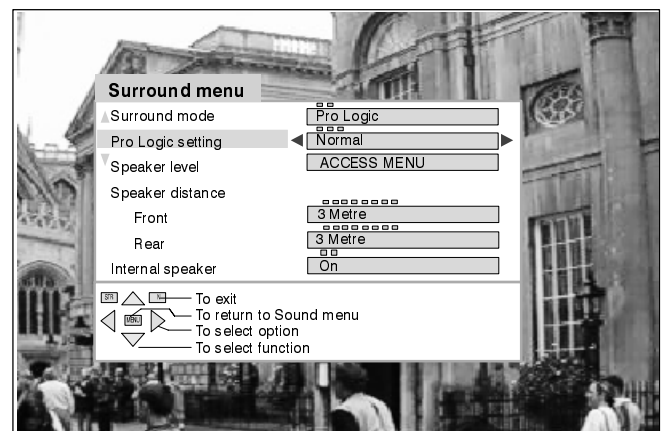 Surround menu
Surround mode
Pro Logic
Pro Logic setting
Normal
Speaker level
ACCESS MENU
Speaker distance
Front
3 Metre
Rear
3 Metre
Internal speaker
On
STR
N
To exit
MENU
To return to Sound menu
To select option
To select function